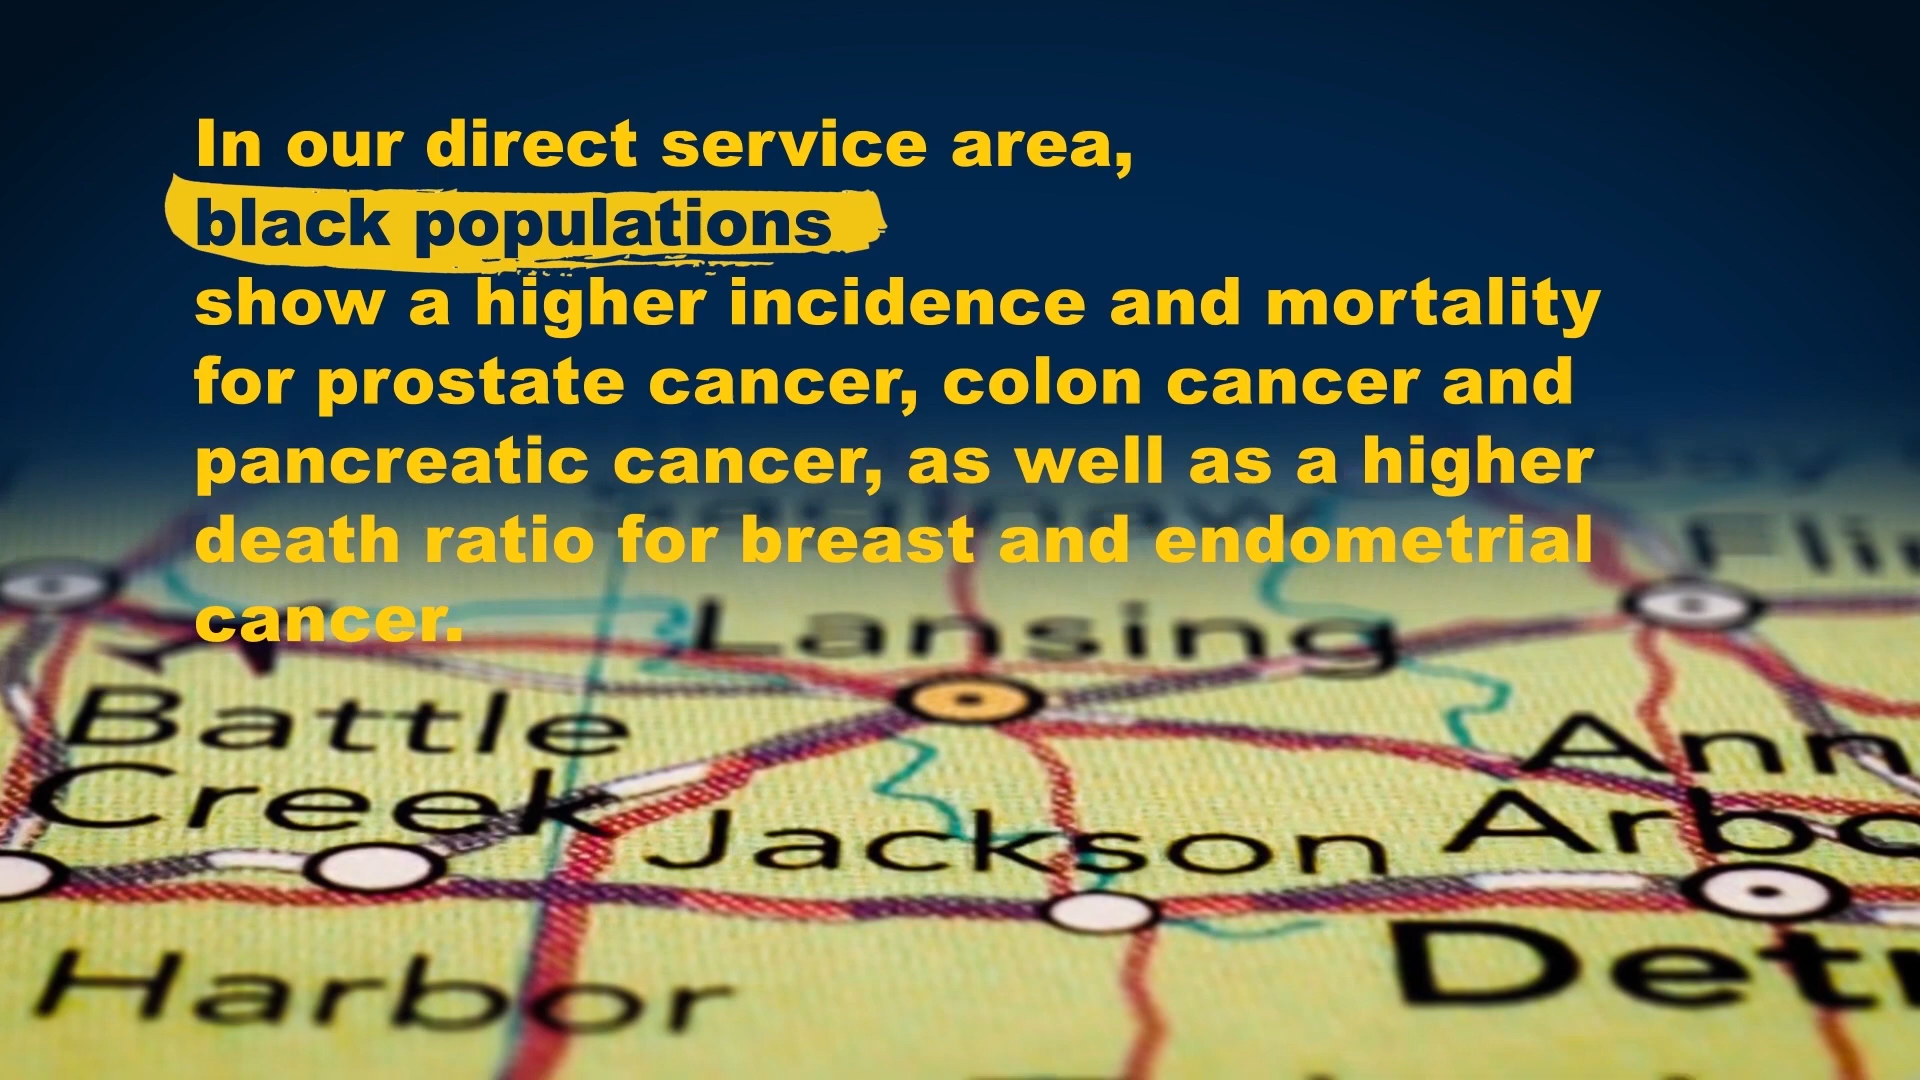 In our direct service area,
black populations
show a higher incidence and mortality
for prostate cancer, colon cancer and
pancreatic cancer, as well as a higher
death ratio for breast and endometrial
cancer.
Lansing
Battle
Creek
Jackson
Ann
Harbor